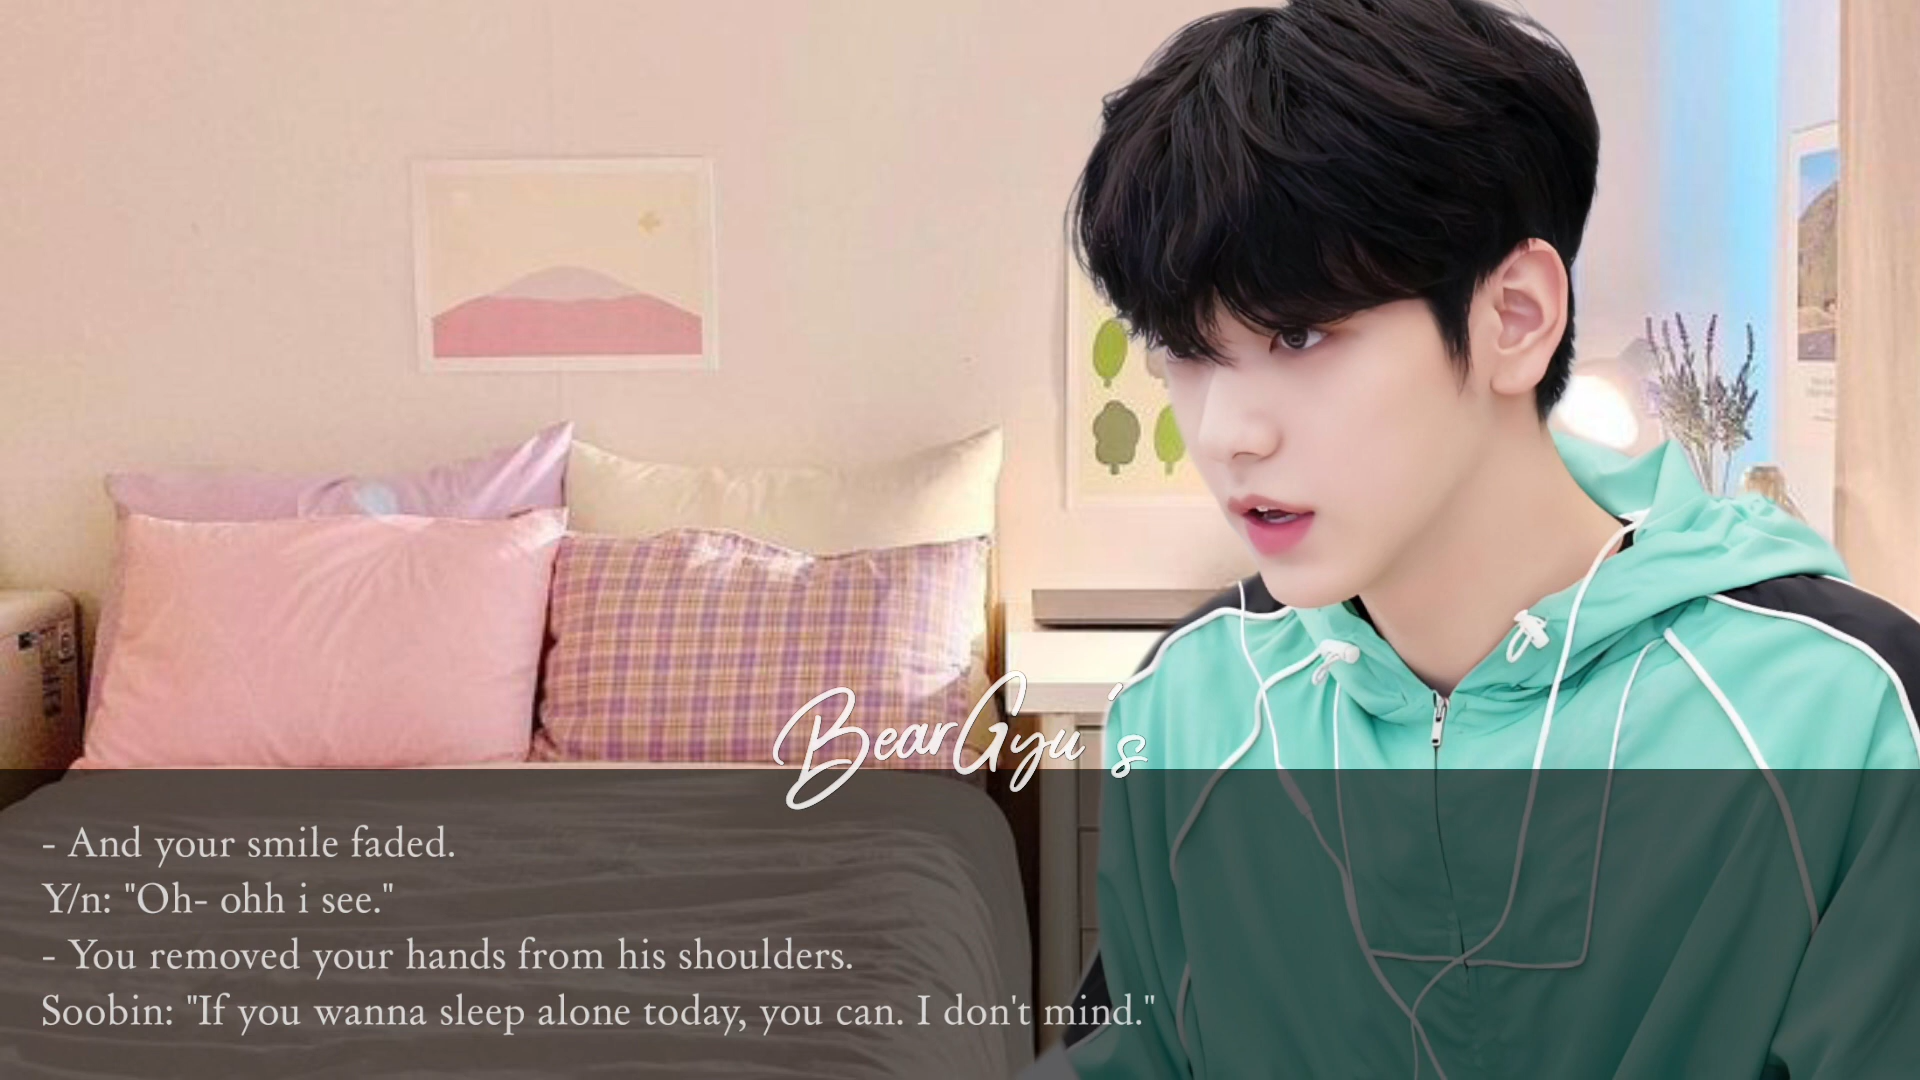 BearGyu's
- And your smile faded.
Y/n: "Oh- ohh i see."
- You removed your hands from his shoulders.
Soobin: "If you wanna sleep alone today, you can. I don't mind."